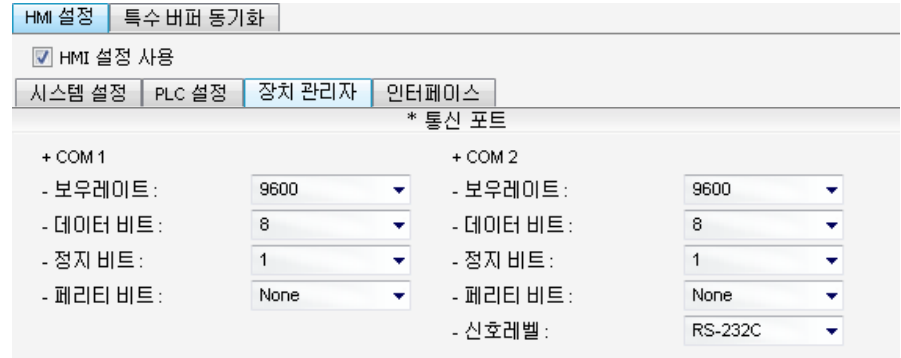 HMI 설정 특수 버퍼 동기화
HMI 설정 사용
시스템 설정 PLC 설정 장치 관리자 인터페이스
* 통신 포트
+ COM 1 + COM 2
- 보우레이트 : 9600 - 보우레이트 : 9600
- 데이터 비트 : 8 - 데이터 비트 : 8
- 정지 비트 : 1 - 정지 비트 : 1
- 페리티 비트 : None - 페리티 비트 : None
- 신호레벨 : RS-232C